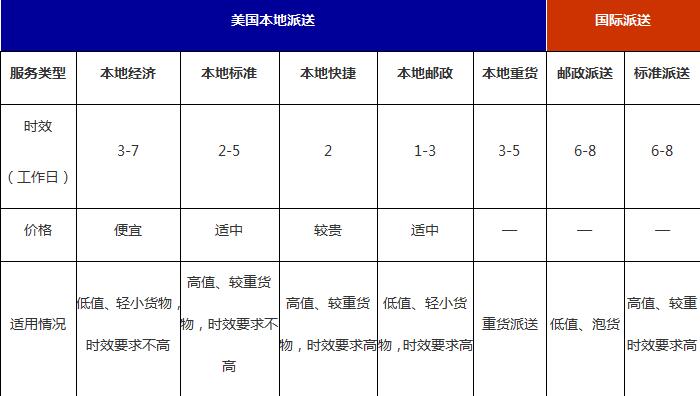 美国本地派送 国际派送
服务类型 本地经济 本地标准 本地快捷 本地邮政 本地重货 邮政派送 标准派送
时效
（工作日） 3-7 2-5 2 1-3 3-5 6-8 6-8
价格 便宜 适中 较贵 适中 — — —
适用情况
低值、轻小货物，
时效要求不高
高值、较重货
物，时效要求不
高
高值、较重货
物，时效要求高
低值、轻小货
物，时效要求高
重货派送
低值、泡货
高值、较重
时效要求高